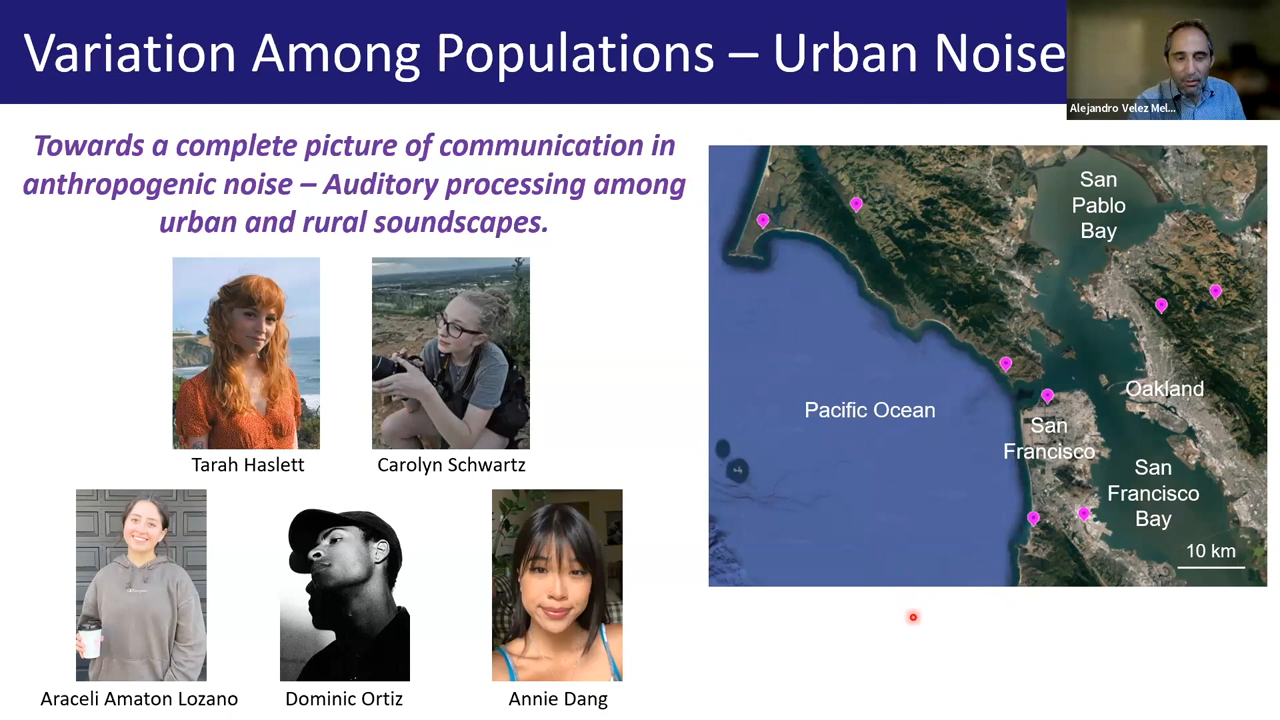 Variation Among Populations – Urban Noise
Alejandro Velez Mel...
Towards a complete picture of communication in
anthropogenic noise – Auditory processing among
urban and rural soundscapes.
Tarah Haslett
Carolyn Schwartz
Araceli Amaton Lozano
Dominic Ortiz
Annie Dang
San
Pablo
Bay
Pacific Ocean
Oakland
San
Francisco
San
Francisco
Bay
10 km